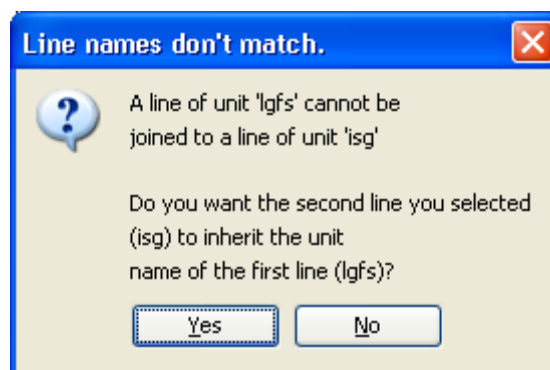 Line names don't match.
A line of unit 'lgfs' cannot be
joined to a line of unit 'isg'
Do you want the second line you selected
(isg) to inherit the unit
name of the first line (lgfs)?
Yes
No